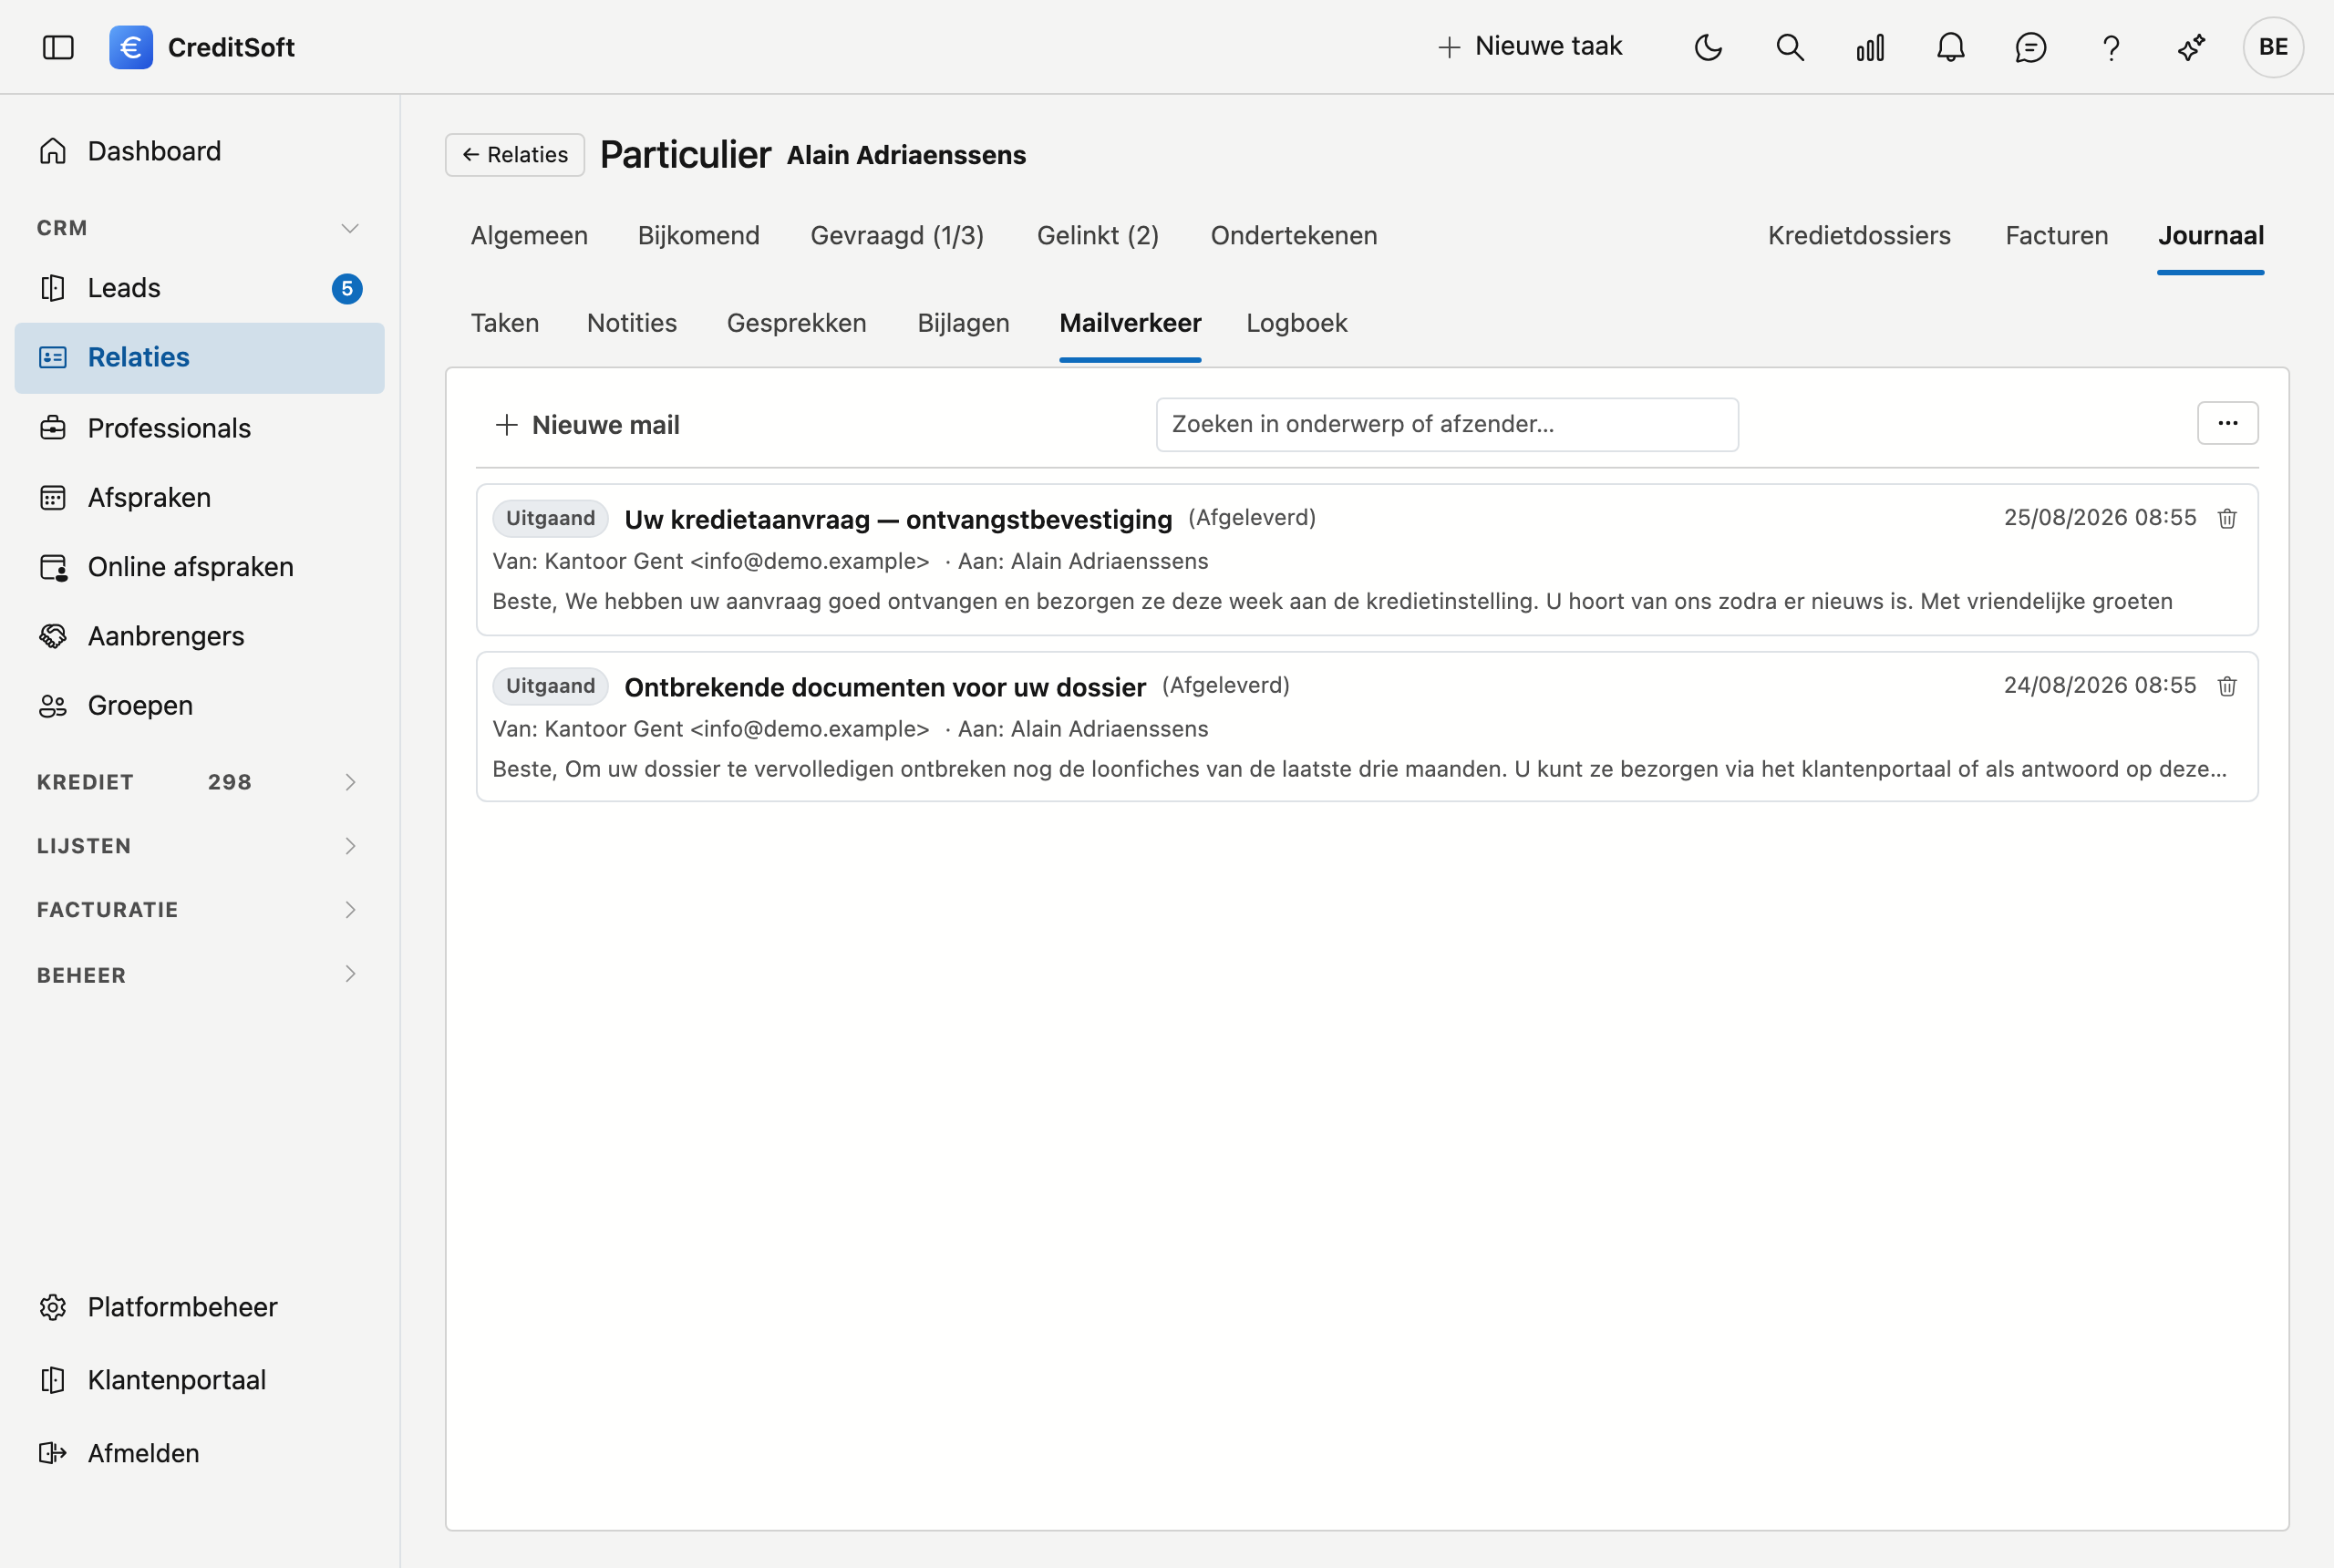 € CreditSoft
Nieuwe taak
BE
Dashboard
CRM
Leads 5
Relaties
Professionals
Afspraken
Online afspraken
Aanbrengers
Groepen
KREDIET 298
LIJSTEN
FACTURATIE
BEHEER
Platformbeheer
Klantenportaal
Afmelden
← Relaties Particulier Alain Adriaenssens
Algemeen Bijkomend Gevraagd (1/3) Gelinkt (2) Ondertekenen Kredietdossiers Facturen Journaal
Taken Notities Gesprekken Bijlagen Mailverkeer Logboek
Nieuwe mail Zoeken in onderwerp of afzender... ...
Uitgaand Uw kredietaanvraag — ontvangstbevestiging (Afgeleverd) 25/08/2026 08:55
Van: Kantoor Gent <info@demo.example> · Aan: Alain Adriaenssens
Beste, We hebben uw aanvraag goed ontvangen en bezorgen ze deze week aan de kredietinstelling. U hoort van ons zodra er nieuws is. Met vriendelijke groeten
Uitgaand Ontbrekende documenten voor uw dossier (Afgeleverd) 24/08/2026 08:55
Van: Kantoor Gent <info@demo.example> · Aan: Alain Adriaenssens
Beste, Om uw dossier te vervolledigen ontbreken nog de loonfiches van de laatste drie maanden. U kunt ze bezorgen via het klantenportaal of als antwoord op deze...